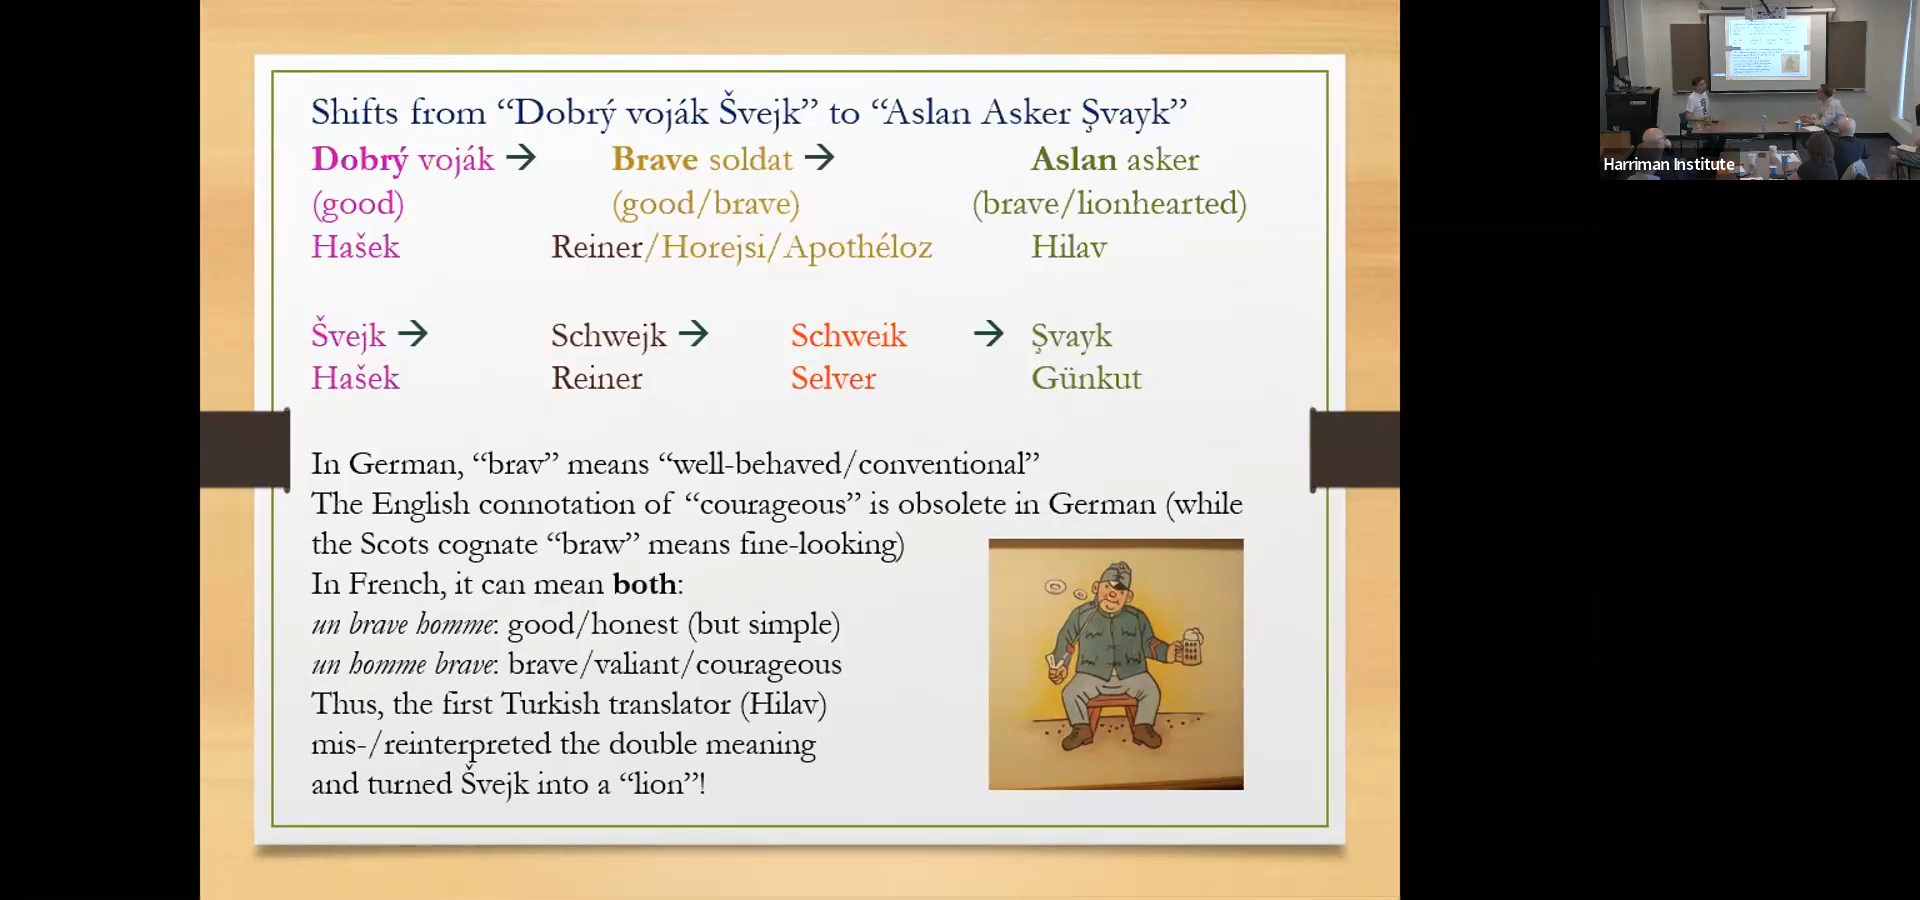 Shifts from “Dobrý voják Švejk” to “Aslan Asker Şvayk”
Dobrý voják → Brave soldat → Aslan asker
(good) (good/brave) (brave/lionhearted)
Hašek Reiner/Horejsi/Apothéloz Hilav
Švejk → Schwejk → Schweik → Şvayk
Hašek Reiner Selver Günkut
In German, “brav” means “well-behaved/conventional”
The English connotation of “courageous” is obsolete in German (while
the Scots cognate “braw” means fine-looking)
In French, it can mean both:
un brave homme: good/honest (but simple)
un homme brave: brave/valiant/courageous
Thus, the first Turkish translator (Hilav)
mis-/reinterpreted the double meaning
and turned Švejk into a “lion”!
Harriman Institute